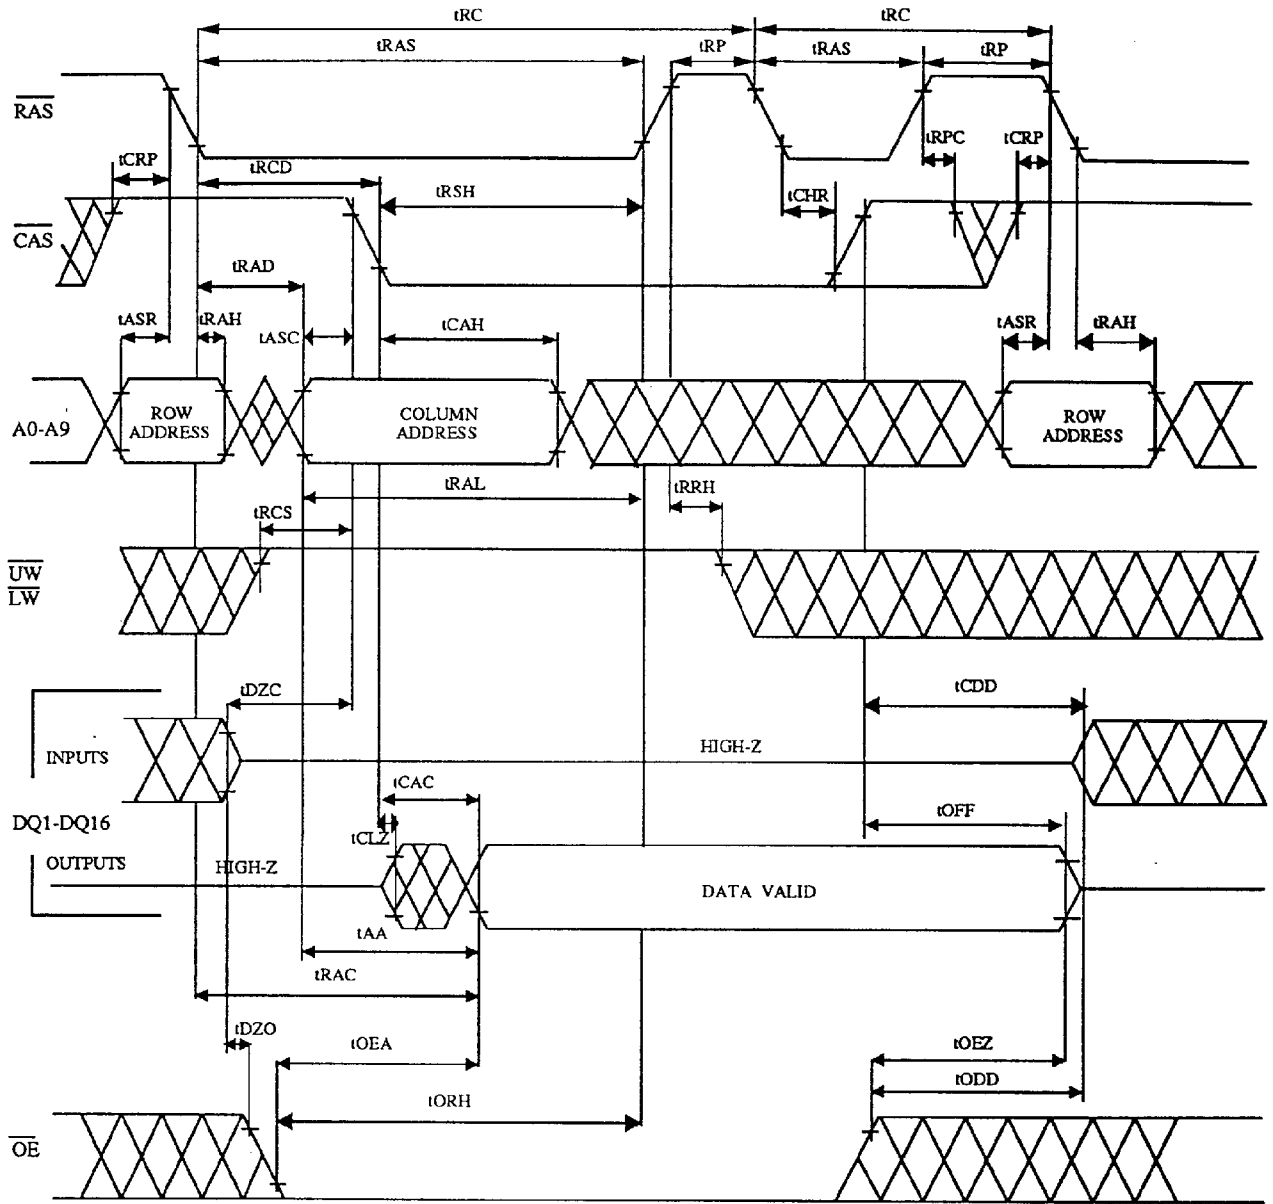 tRC tRC
tRAS tRP tRAS tRP
RAS
tCRP tRCD tRPC tCRP
tRSH tCHR
CAS
tRAD
tASR tRAH tASC tCAH tASR tRAH
A0-A9
ROW ADDRESS
COLUMN ADDRESS
ROW ADDRESS
tRAL tRRH
tRCS
UW
LW
tDZC tCDD
INPUTS
HIGH-Z
tCAC
DQ1-DQ16
tCLZ tOFF
OUTPUTS
HIGH-Z
DATA VALID
tAA
tRAC
tDZO
tOEA tOEZ
tODD
tORH
OE